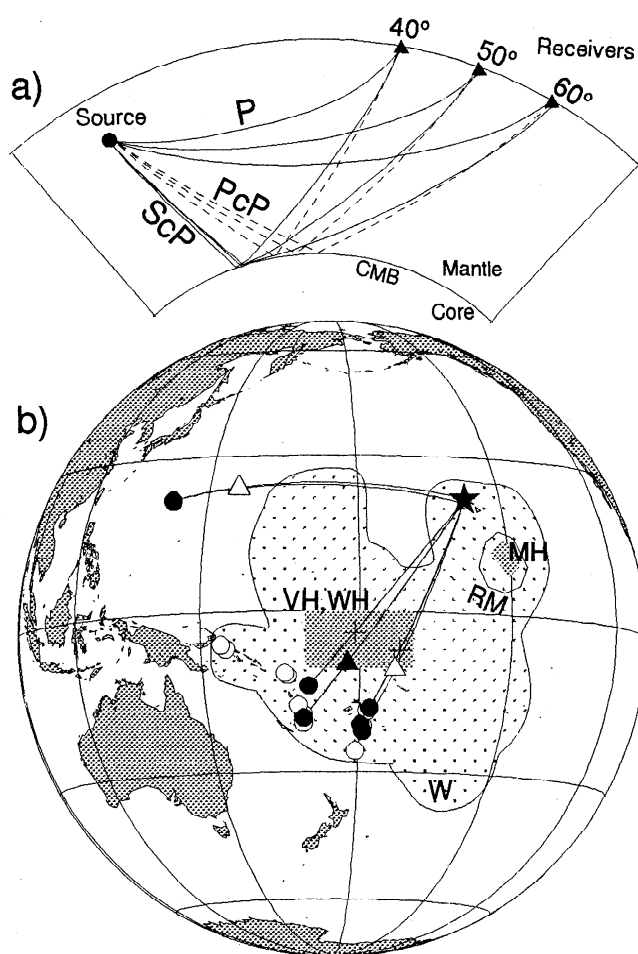 a)
40°
50°
60°
Receivers
Source
P
PcP
ScP
CMB
Mantle
Core
b)
VH,WH
MH
RM
W